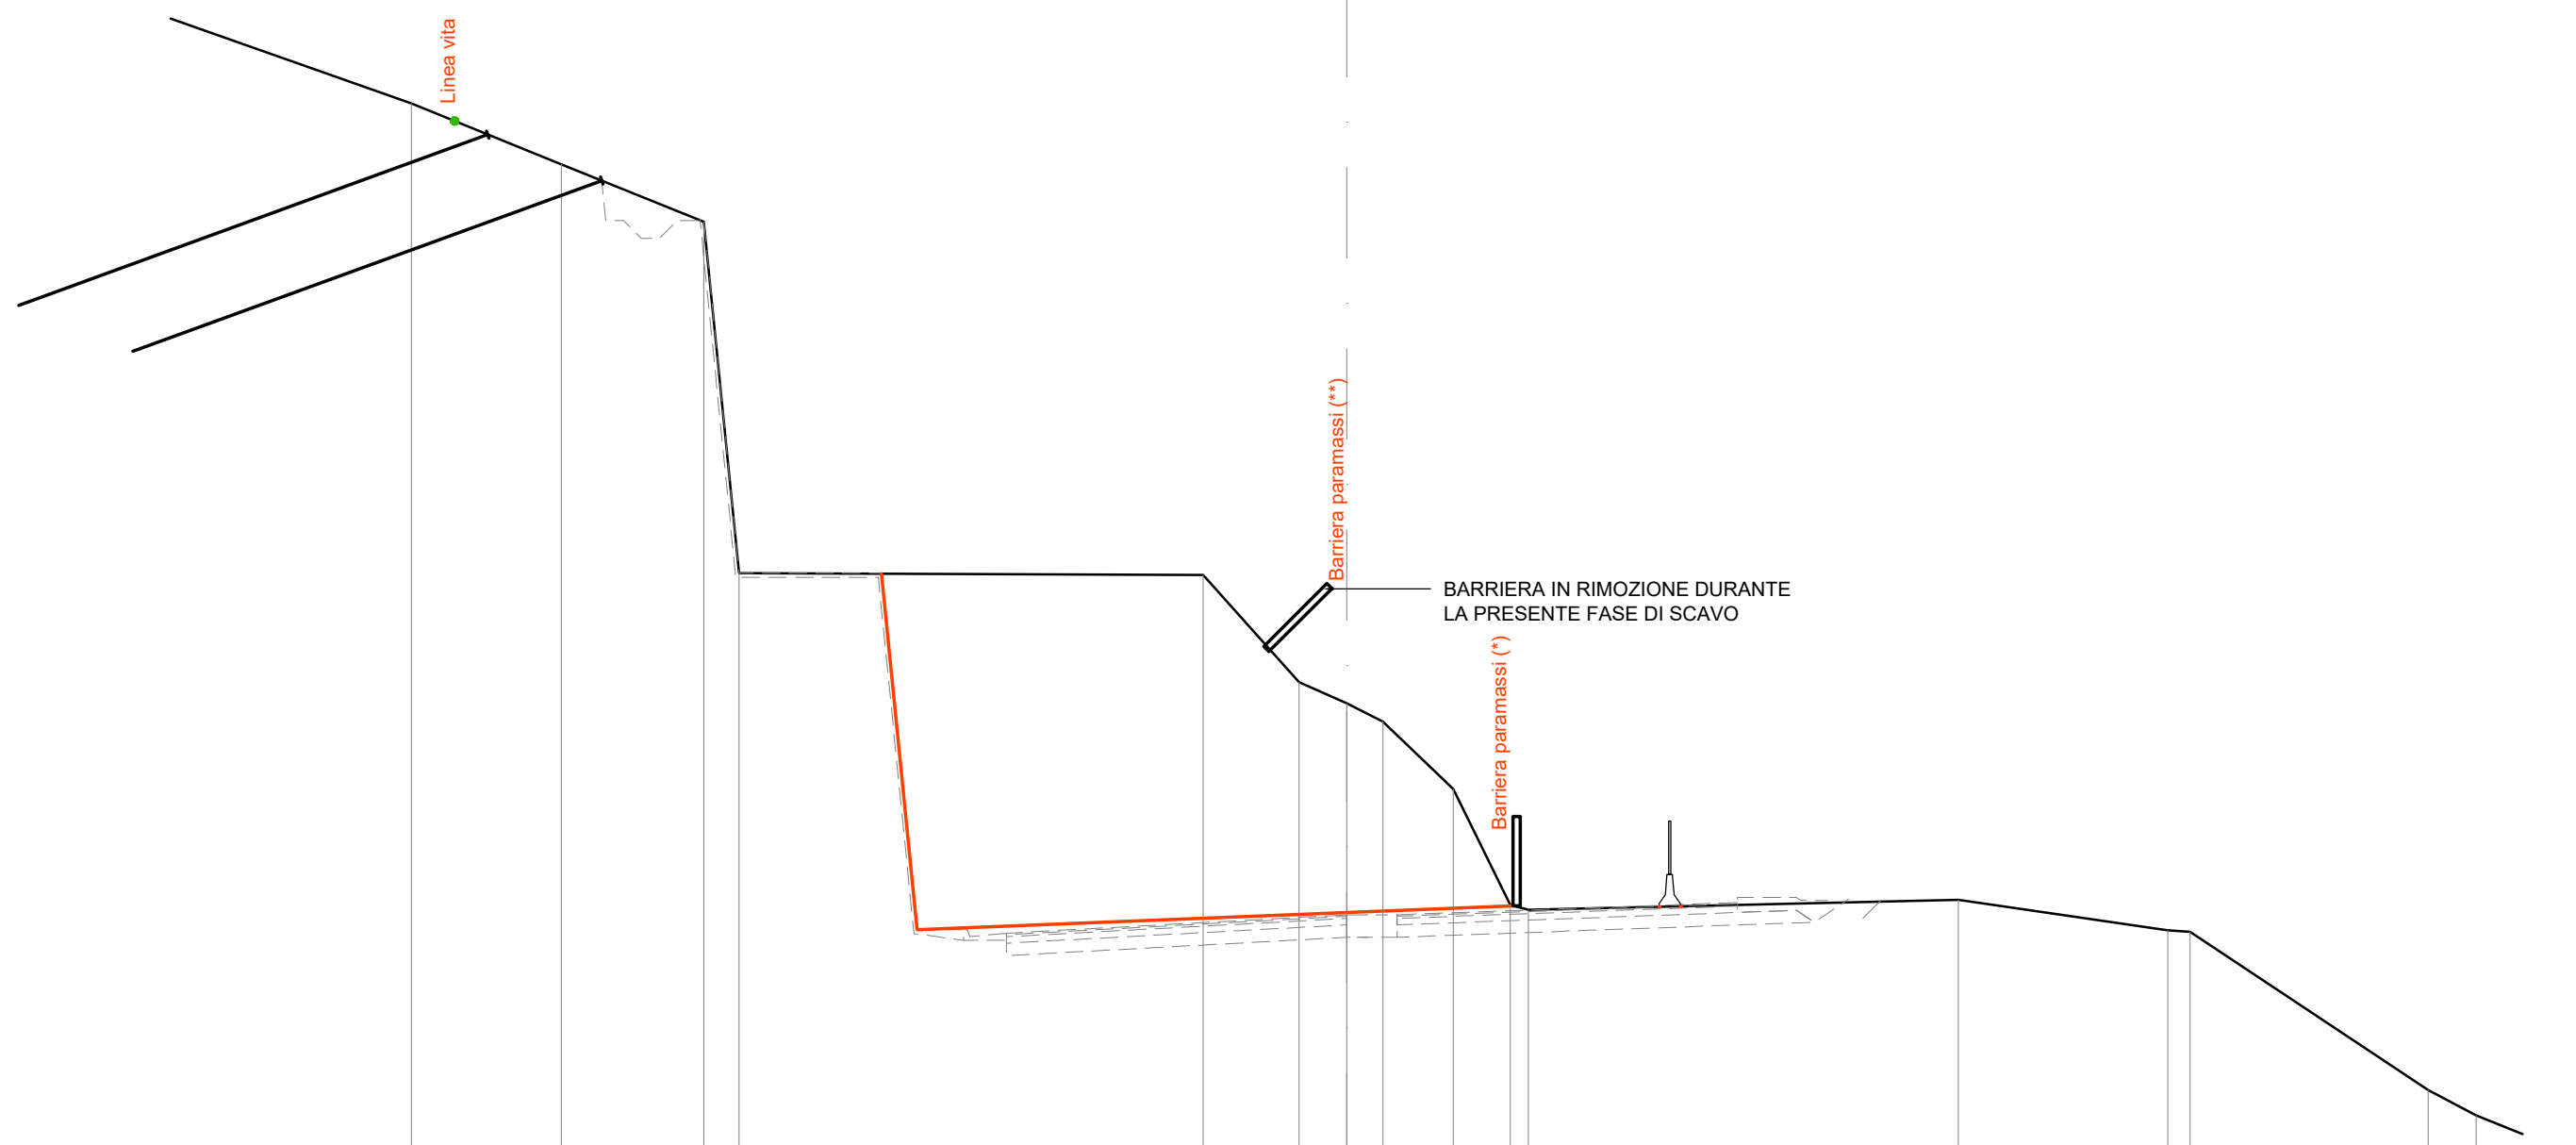 Linea vita
Barriera paramassi (**)
BARRIERA IN RIMOZIONE DURANTE
LA PRESENTE FASE DI SCAVO
Barriera paramassi (*)